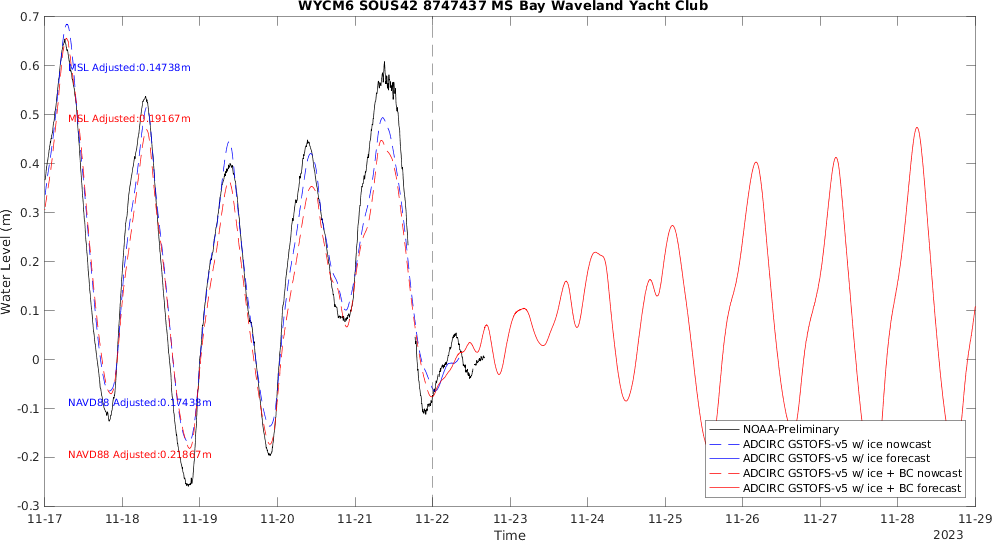 WYCM6 SOUS42 8747437 MS Bay Waveland Yacht Club
0.7
0.6
0.5
0.4
0.3
0.2
0.1
0
-0.1
-0.2
-0.3
Water Level (m)
MSL Adjusted:0.14738m
MSL Adjusted:0.19167m
NAVD88 Adjusted:0.17438m
NAVD88 Adjusted:0.21867m
NOAA-Preliminary
ADCIRC GSTOFS-v5 w/ ice nowcast
ADCIRC GSTOFS-v5 w/ ice forecast
ADCIRC GSTOFS-v5 w/ ice + BC nowcast
ADCIRC GSTOFS-v5 w/ ice + BC forecast
11-17 11-18 11-19 11-20 11-21 11-22 11-23 11-24 11-25 11-26 11-27 11-28 11-29
Time
2023